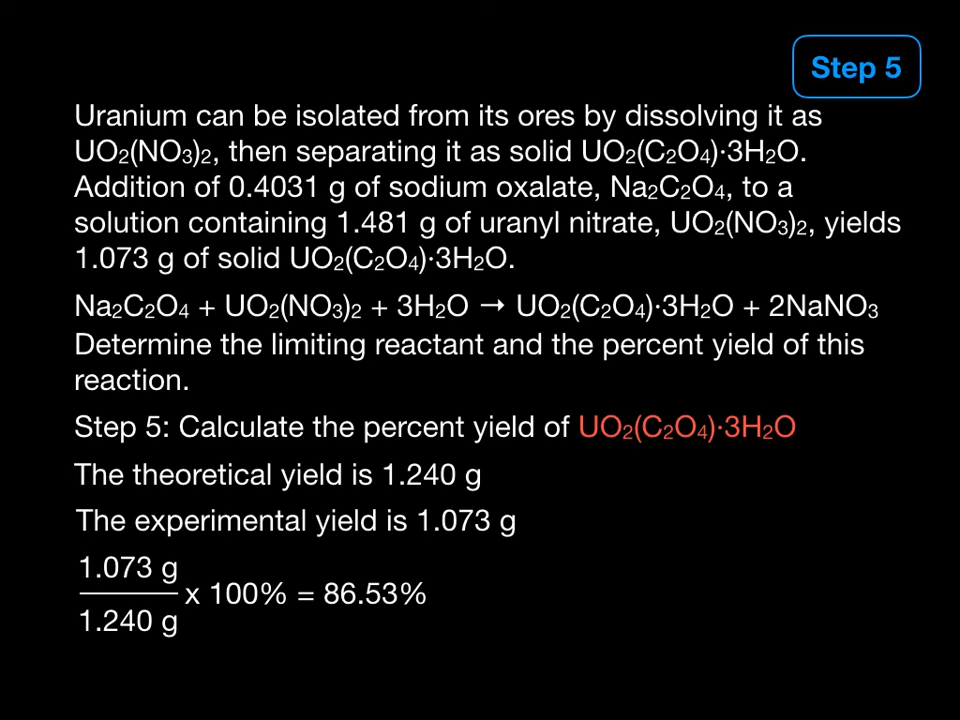 Step 5
Uranium can be isolated from its ores by dissolving it as
UO₂(NO₃)₂, then separating it as solid UO₂(C₂O₄)·3H₂O.
Addition of 0.4031 g of sodium oxalate, Na₂C₂O₄, to a
solution containing 1.481 g of uranyl nitrate, UO₂(NO₃)₂, yields
1.073 g of solid UO₂(C₂O₄)·3H₂O.
Na₂C₂O₄ + UO₂(NO₃)₂ + 3H₂O → UO₂(C₂O₄)·3H₂O + 2NaNO₃
Determine the limiting reactant and the percent yield of this
reaction.
Step 5: Calculate the percent yield of UO₂(C₂O₄)·3H₂O
The theoretical yield is 1.240 g
The experimental yield is 1.073 g
1.073 g
x 100% = 86.53%
1.240 g